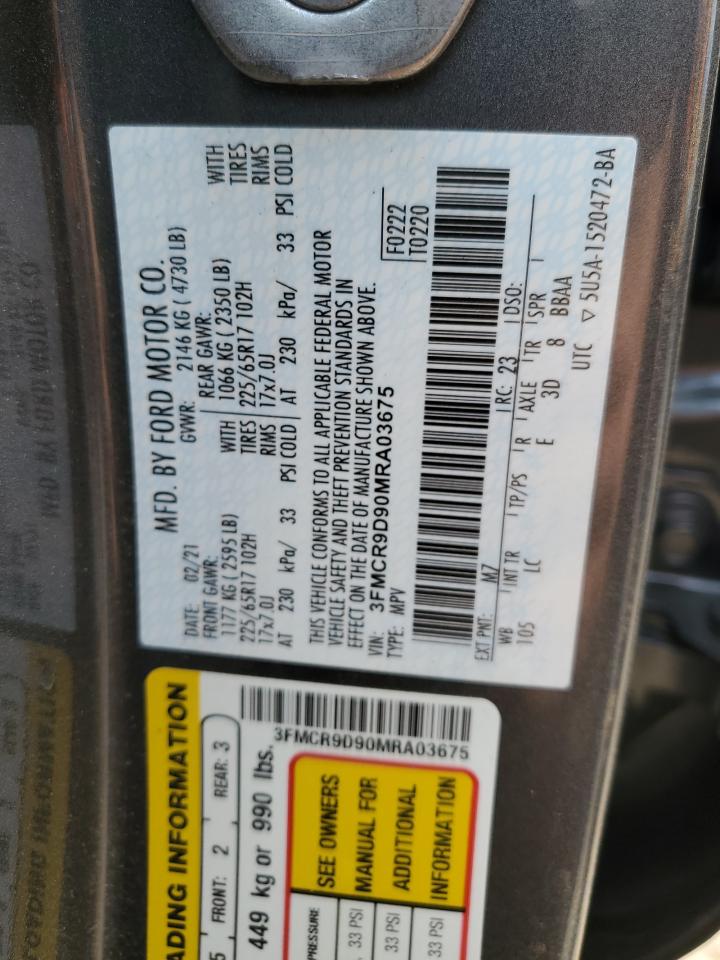 MFD. BY FORD MOTOR CO.
DATE: 02/21 GVWR: 2146 KG ( 4730 LB)
FRONT GAWR: REAR GAWR:
1177 KG ( 2595 LB) WITH 1066 KG ( 2350 LB) WITH
225/65R17 102H TIRES 225/65R17 102H TIRES
17x7.0J RIMS 17x7.0J RIMS
AT 230 kPa/ 33 PSI COLD AT 230 kPa/ 33 PSI COLD
THIS VEHICLE CONFORMS TO ALL APPLICABLE FEDERAL MOTOR
VEHICLE SAFETY AND THEFT PREVENTION STANDARDS IN
EFFECT ON THE DATE OF MANUFACTURE SHOWN ABOVE.
VIN: 3FMCR9D90MRA03675
TYPE: MPV
F0222
T0220
EXT PNT: M7 RC: 23 DSO:
WB INT TR TP/PS R AXLE TR SPR
105 LC E 3D 8 BBAA
UTC ▽ 5U5A-1520472-BA
ADING INFORMATION
5 FRONT: 2 REAR: 3
449 kg or 990 lbs.
3FMCR9D90MRA03675
PRESSURE
, 33 PSI
33 PSI
33 PSI
SEE OWNERS
MANUAL FOR
ADDITIONAL
INFORMATION